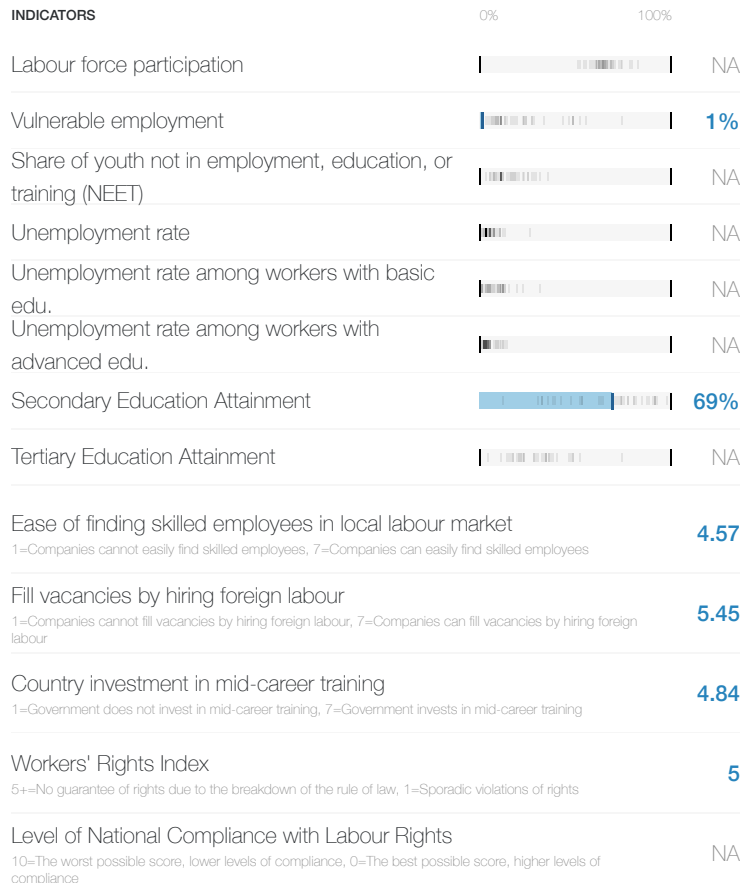 INDICATORS 0% 100%
Labour force participation NA
Vulnerable employment 1%
Share of youth not in employment, education, or
training (NEET) NA
Unemployment rate NA
Unemployment rate among workers with basic
edu. NA
Unemployment rate among workers with
advanced edu. NA
Secondary Education Attainment 69%
Tertiary Education Attainment NA
Ease of finding skilled employees in local labour market 4.57
1=Companies cannot easily find skilled employees, 7=Companies can easily find skilled employees
Fill vacancies by hiring foreign labour 5.45
1=Companies cannot fill vacancies by hiring foreign labour, 7=Companies can fill vacancies by hiring foreign
labour
Country investment in mid-career training 4.84
1=Government does not invest in mid-career training, 7=Government invests in mid-career training
Workers' Rights Index 5
5+=No guarantee of rights due to the breakdown of the rule of law, 1=Sporadic violations of rights
Level of National Compliance with Labour Rights NA
10=The worst possible score, lower levels of compliance, 0=The best possible score, higher levels of
compliance